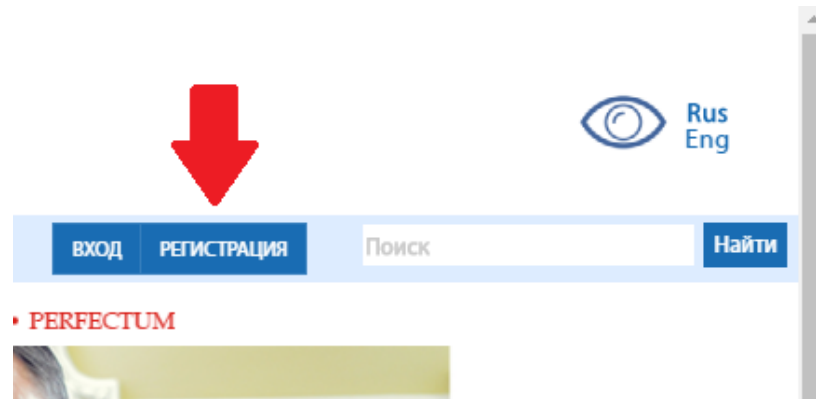 Rus
Eng
ВХОД РЕГИСТРАЦИЯ Поиск Найти
• PERFECTUM